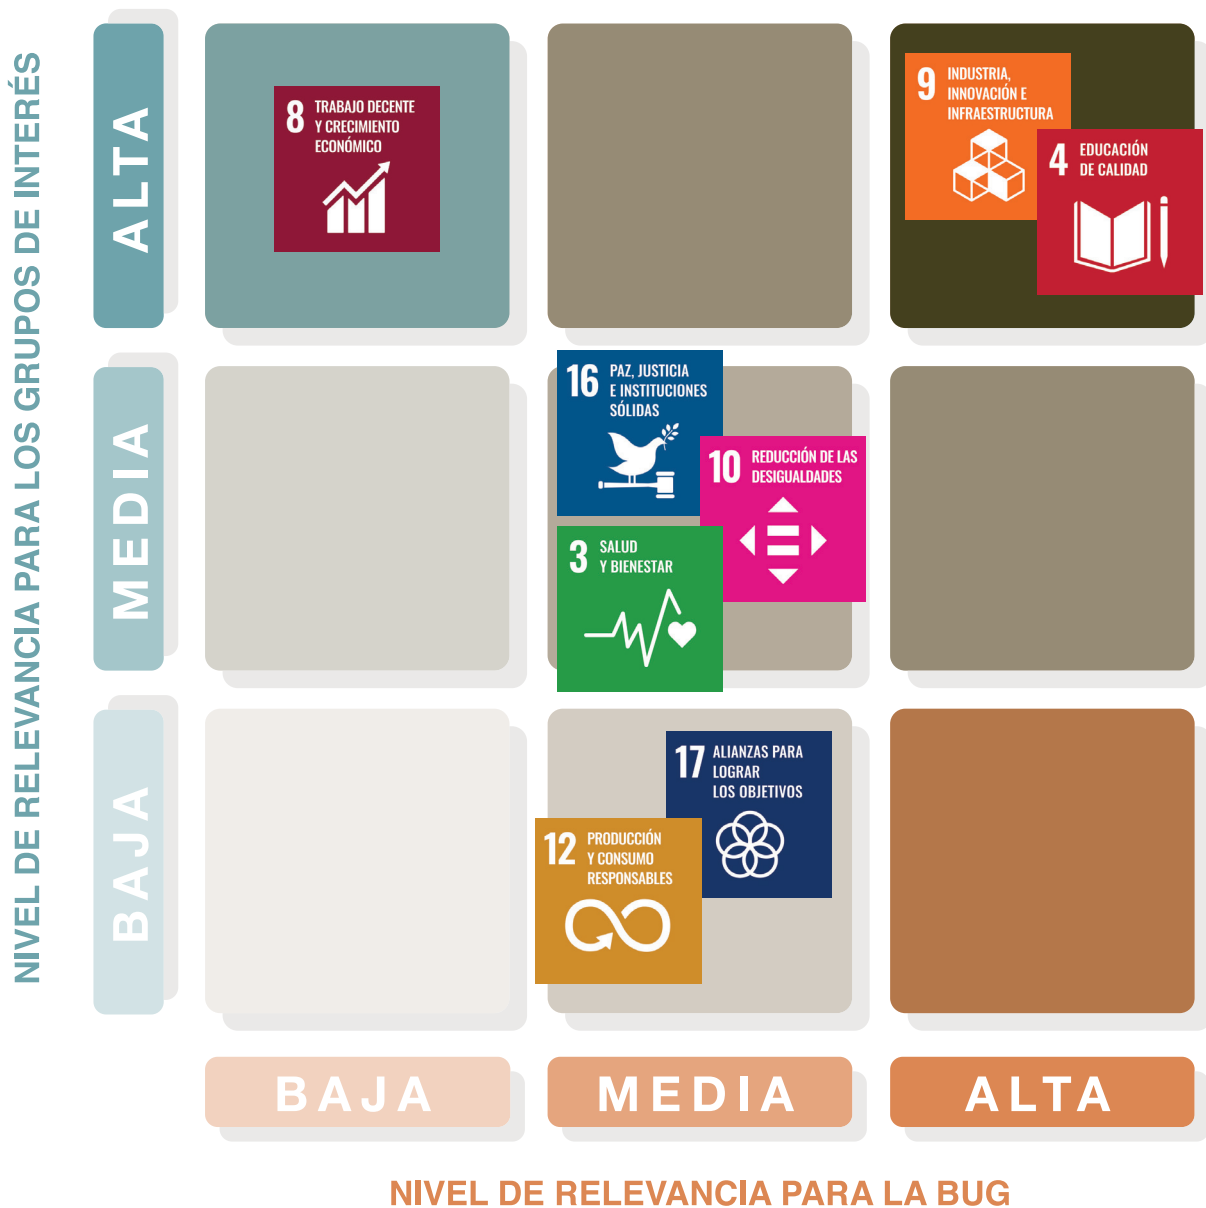 NIVEL DE RELEVANCIA PARA LOS GRUPOS DE INTERÉS
ALTA
8 TRABAJO DECENTE
Y CRECIMIENTO
ECONÓMICO
9 INDUSTRIA,
INNOVACIÓN E
INFRAESTRUCTURA
4 EDUCACIÓN
DE CALIDAD
MEDIA
16 PAZ, JUSTICIA
E INSTITUCIONES
SÓLIDAS
10 REDUCCIÓN DE LAS
DESIGUALDADES
3 SALUD
Y BIENESTAR
BAJA
17 ALIANZAS PARA
LOGRAR
LOS OBJETIVOS
12 PRODUCCIÓN
Y CONSUMO
RESPONSABLES
BAJA
MEDIA
ALTA
NIVEL DE RELEVANCIA PARA LA BUG